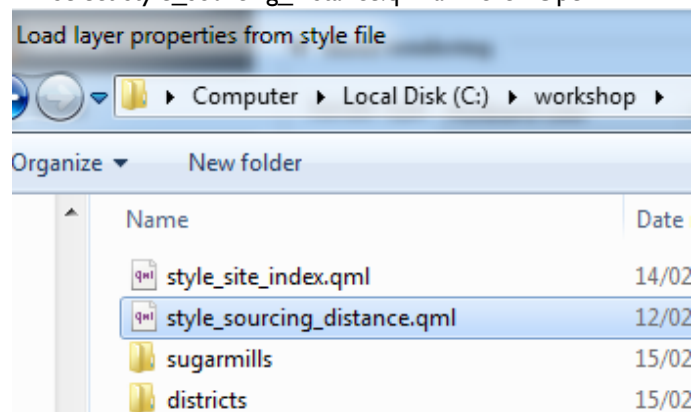 Load layer properties from style file
Computer ▸ Local Disk (C:) ▸ workshop ▸
Organize ▾ New folder
Name Date
style_site_index.qml 14/02
style_sourcing_distance.qml 12/02
sugarmills 15/02
districts 15/02